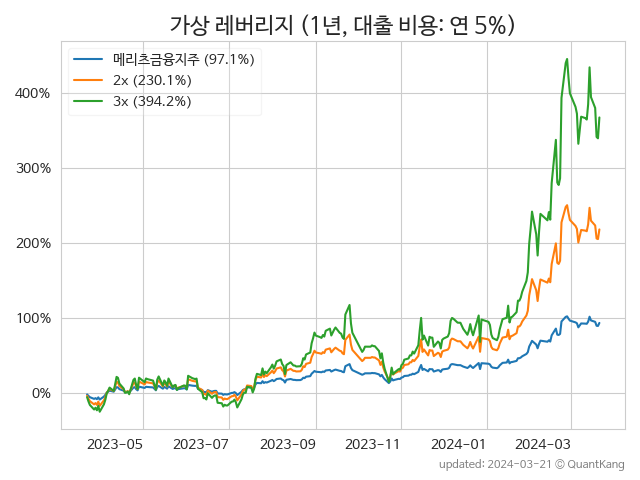 가상 레버리지 (1년, 대출 비용: 연 5%)
메리츠금융지주 (97.1%)
2x (230.1%)
3x (394.2%)
400%
300%
200%
100%
0%
2023-05
2023-07
2023-09
2023-11
2024-01
2024-03
updated: 2024-03-21 © QuantKang